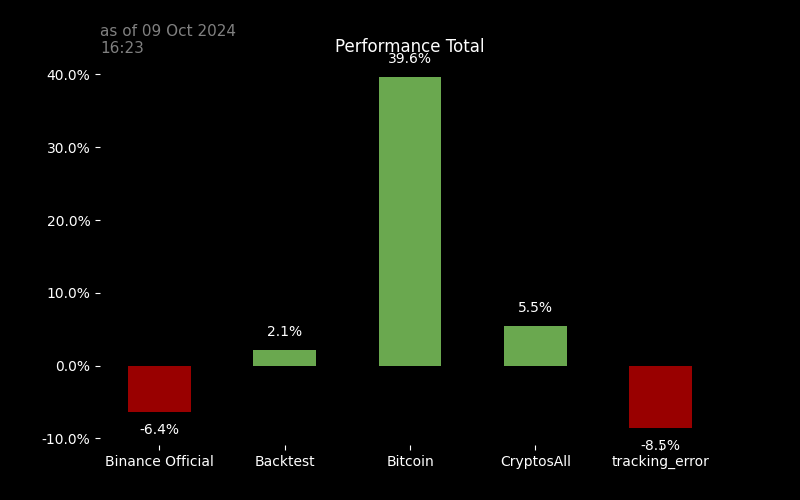 as of 09 Oct 2024
16:23
Performance Total
39.6%
40.0%
30.0%
20.0%
10.0%
0.0%
-10.0%
-6.4%
2.1%
5.5%
-8.5%
Binance Official
Backtest
Bitcoin
CryptosAll
tracking_error